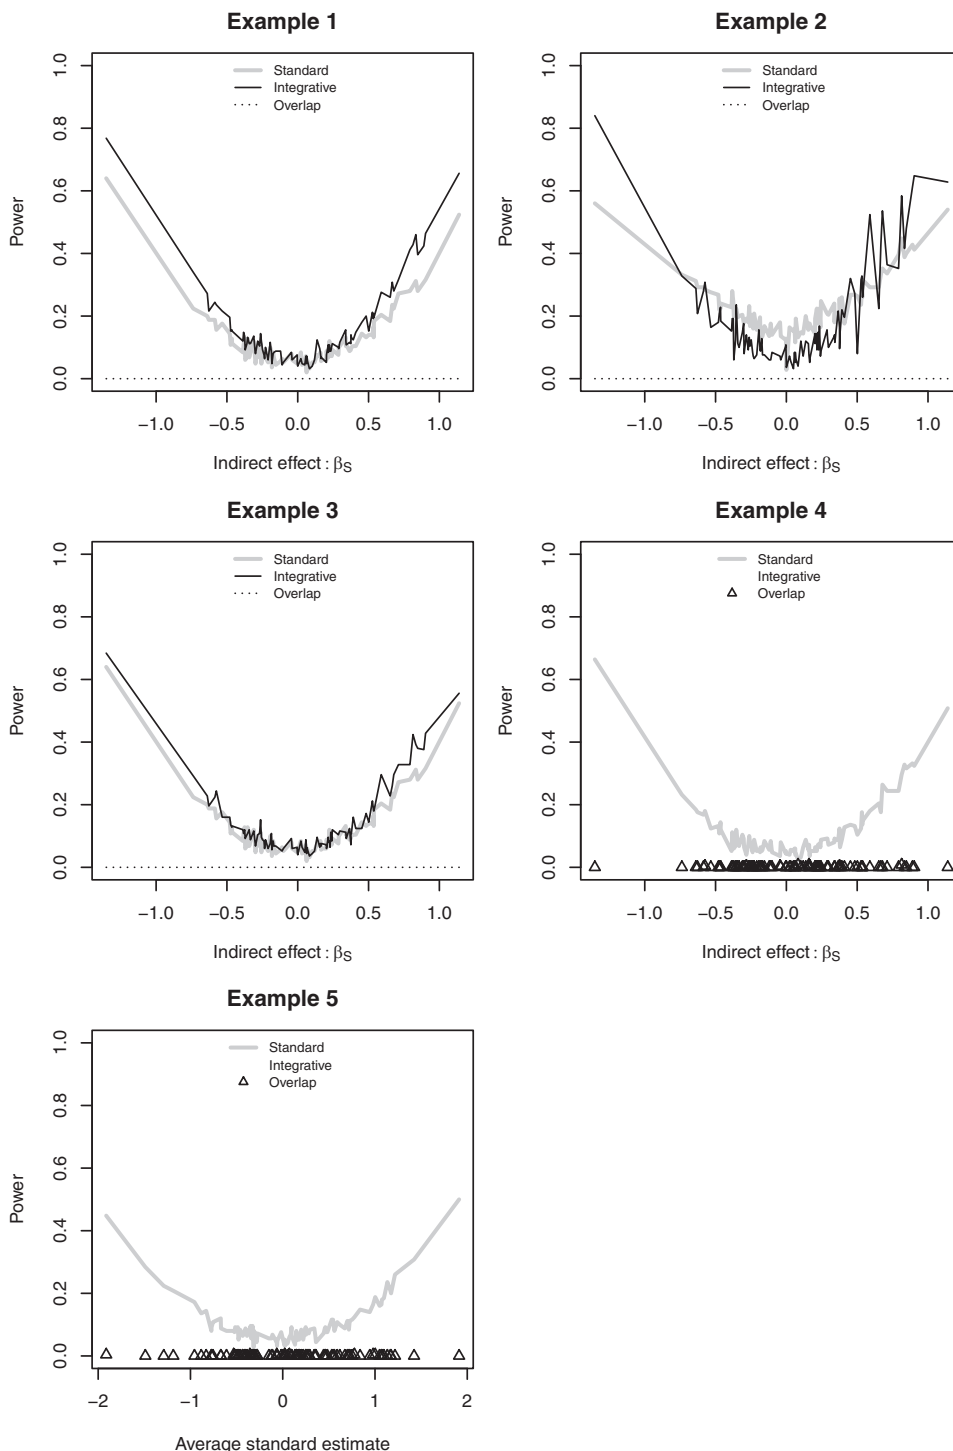 Example 1
Standard
Integrative
Overlap
Power
0.0 0.2 0.4 0.6 0.8 1.0
−1.0 −0.5 0.0 0.5 1.0
Indirect effect : βS
Example 2
Standard
Integrative
Overlap
Power
0.0 0.2 0.4 0.6 0.8 1.0
−1.0 −0.5 0.0 0.5 1.0
Indirect effect : βS
Example 3
Standard
Integrative
Overlap
Power
0.0 0.2 0.4 0.6 0.8 1.0
−1.0 −0.5 0.0 0.5 1.0
Indirect effect : βS
Example 4
Standard
Integrative
Overlap
Power
0.0 0.2 0.4 0.6 0.8 1.0
−1.0 −0.5 0.0 0.5 1.0
Indirect effect : βS
Example 5
Standard
Integrative
Overlap
Power
0.0 0.2 0.4 0.6 0.8 1.0
−2 −1 0 1 2
Average standard estimate